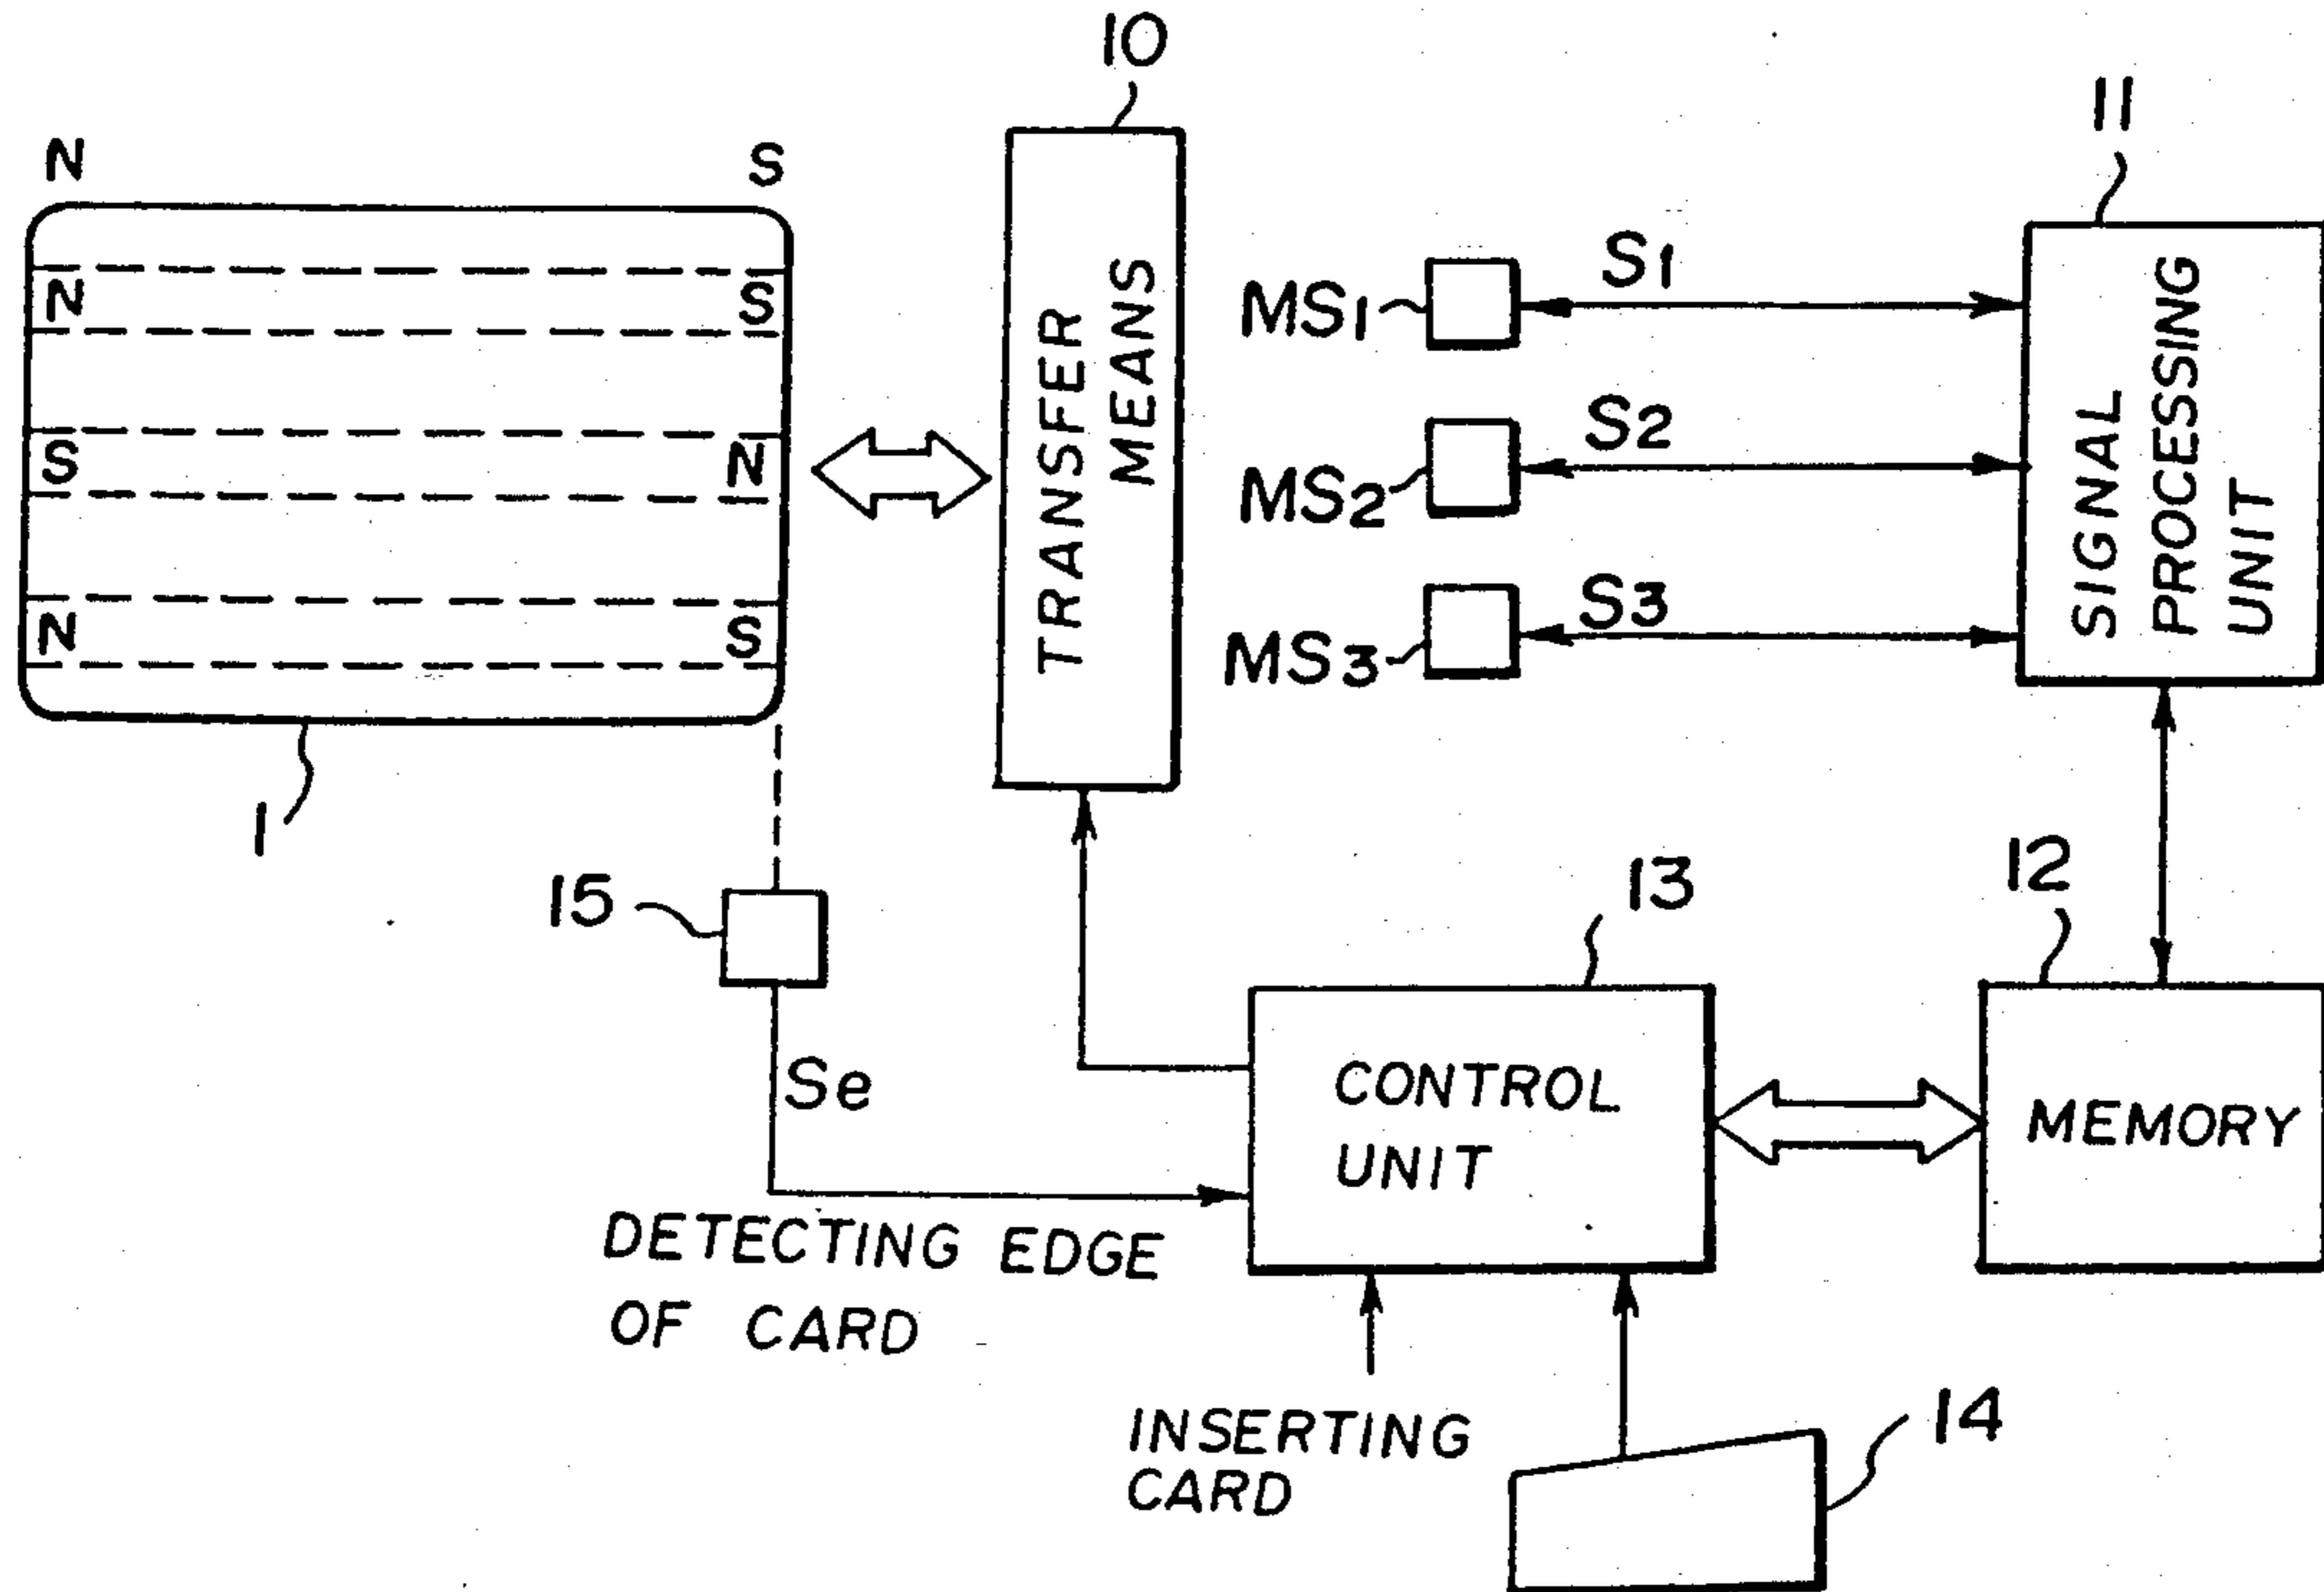 10
11
N S
N S
S N
N S
1
TRANSFER
MEANS
MS1
S1
MS2
S2
MS3
S3
SIGNAL
PROCESSING
UNIT
15
Se
DETECTING EDGE
OF CARD
13
CONTROL
UNIT
12
MEMORY
INSERTING
CARD
14